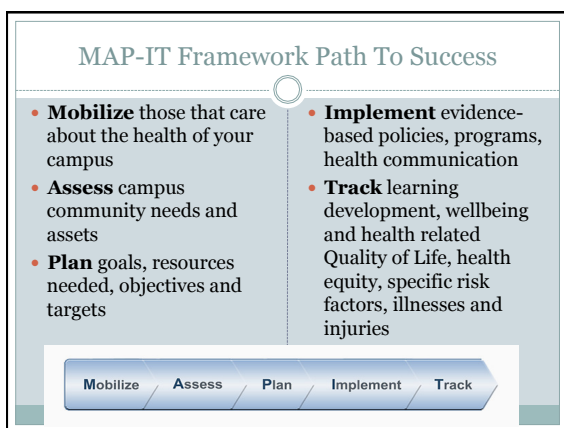 MAP-IT Framework Path To Success
• Mobilize those that care
about the health of your
campus
• Assess campus
community needs and
assets
• Plan goals, resources
needed, objectives and
targets
• Implement evidence-
based policies, programs,
health communication
• Track learning
development, wellbeing
and health related
Quality of Life, health
equity, specific risk
factors, illnesses and
injuries
Mobilize Assess Plan Implement Track